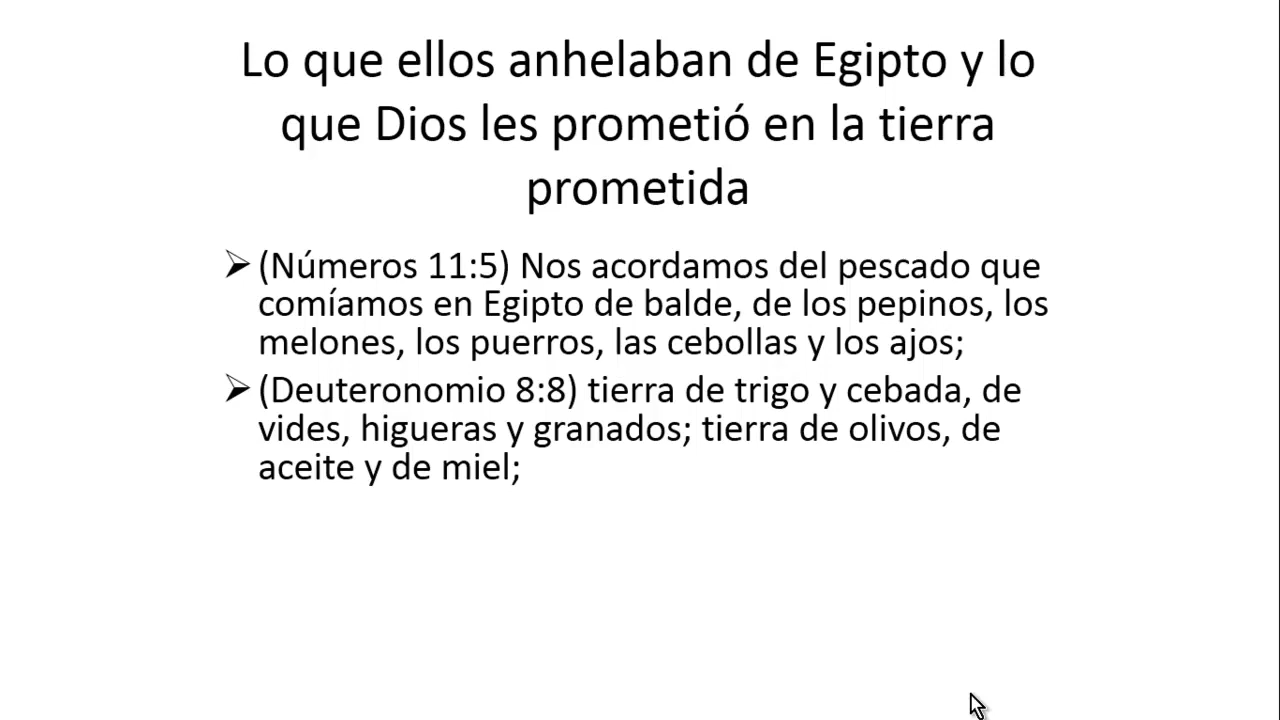 Lo que ellos anhelaban de Egipto y lo
que Dios les prometió en la tierra
prometida
➢ (Números 11:5) Nos acordamos del pescado que
comíamos en Egipto de balde, de los pepinos, los
melones, los puerros, las cebollas y los ajos;
➢ (Deuteronomio 8:8) tierra de trigo y cebada, de
vides, higueras y granados; tierra de olivos, de
aceite y de miel;